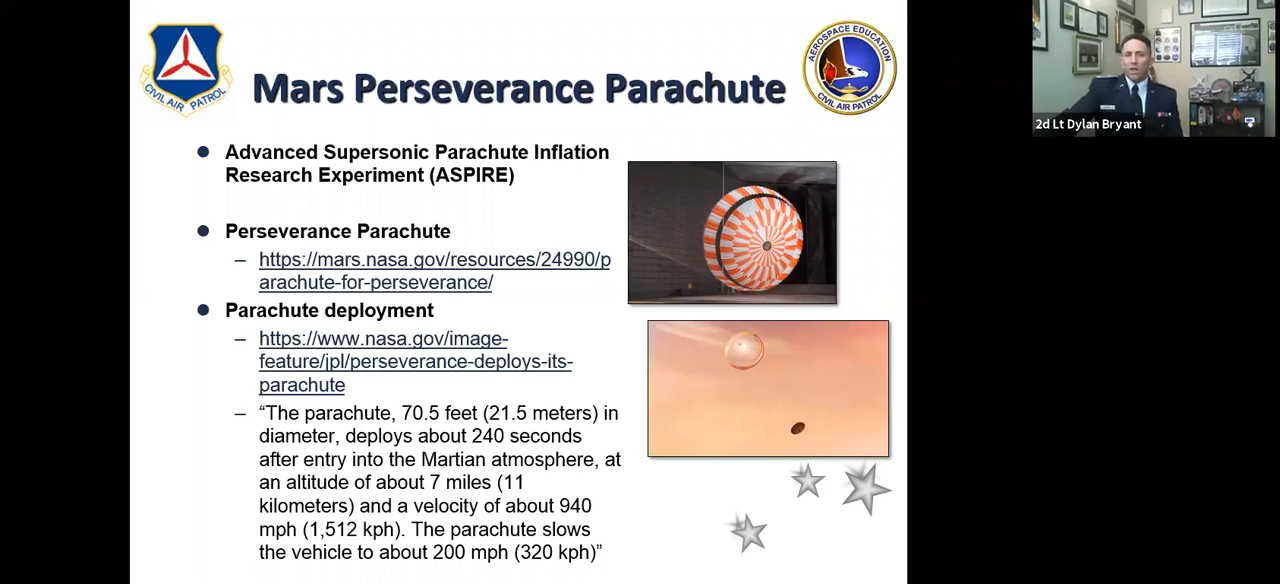 Mars Perseverance Parachute
CIVIL AIR PATROL
AEROSPACE EDUCATION
CIVIL AIR PATROL
2d Lt Dylan Bryant
Advanced Supersonic Parachute Inflation
Research Experiment (ASPIRE)
Perseverance Parachute
– https://mars.nasa.gov/resources/24990/p
arachute-for-perseverance/
Parachute deployment
– https://www.nasa.gov/image-
feature/jpl/perseverance-deploys-its-
parachute
– “The parachute, 70.5 feet (21.5 meters) in
diameter, deploys about 240 seconds
after entry into the Martian atmosphere, at
an altitude of about 7 miles (11
kilometers) and a velocity of about 940
mph (1,512 kph). The parachute slows
the vehicle to about 200 mph (320 kph)”